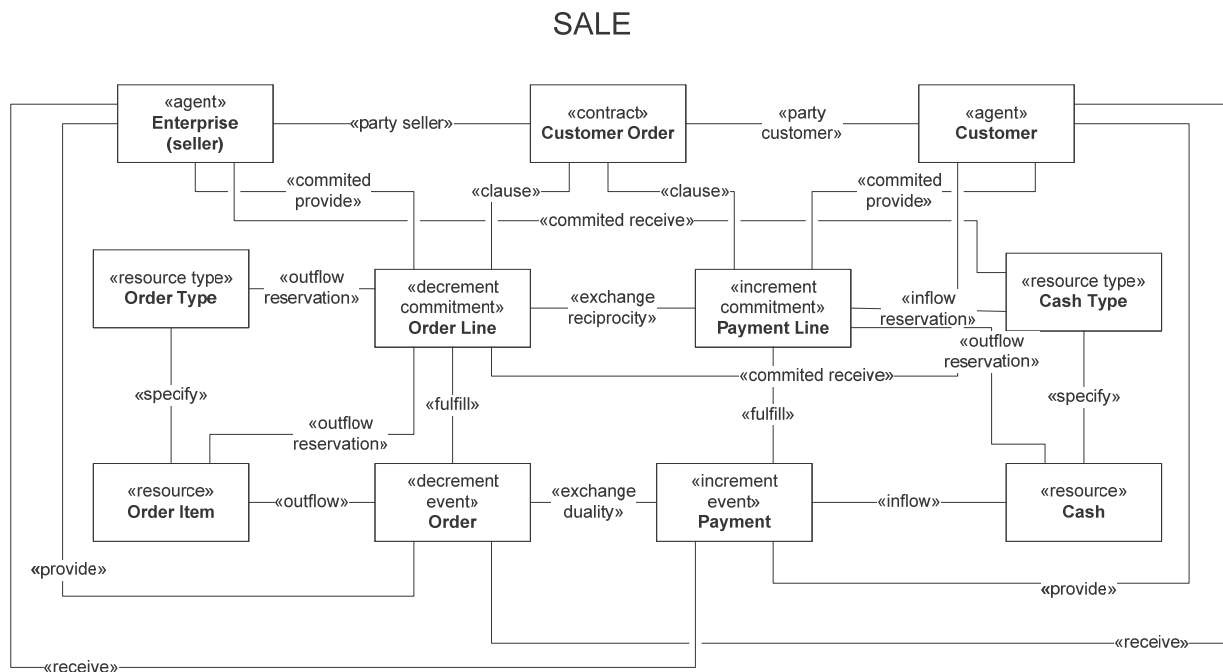 SALE
«agent»
Enterprise
(seller)
«party seller»
«contract»
Customer Order
«party
customer»
«agent»
Customer
«commited
provide»
«clause»
«clause»
«commited
provide»
«commited receive»
«resource type»
Order Type
«outflow
reservation»
«decrement
commitment»
Order Line
«exchange
reciprocity»
«increment
commitment»
Payment Line
«inflow
reservation»
«resource type»
Cash Type
«outflow
reservation»
«commited receive»
«specify»
«fulfill»
«fulfill»
«specify»
«outflow
reservation»
«resource»
Order Item
«outflow»
«decrement
event»
Order
«exchange
duality»
«increment
event»
Payment
«inflow»
«resource»
Cash
«provide»
«provide»
«receive»
«receive»